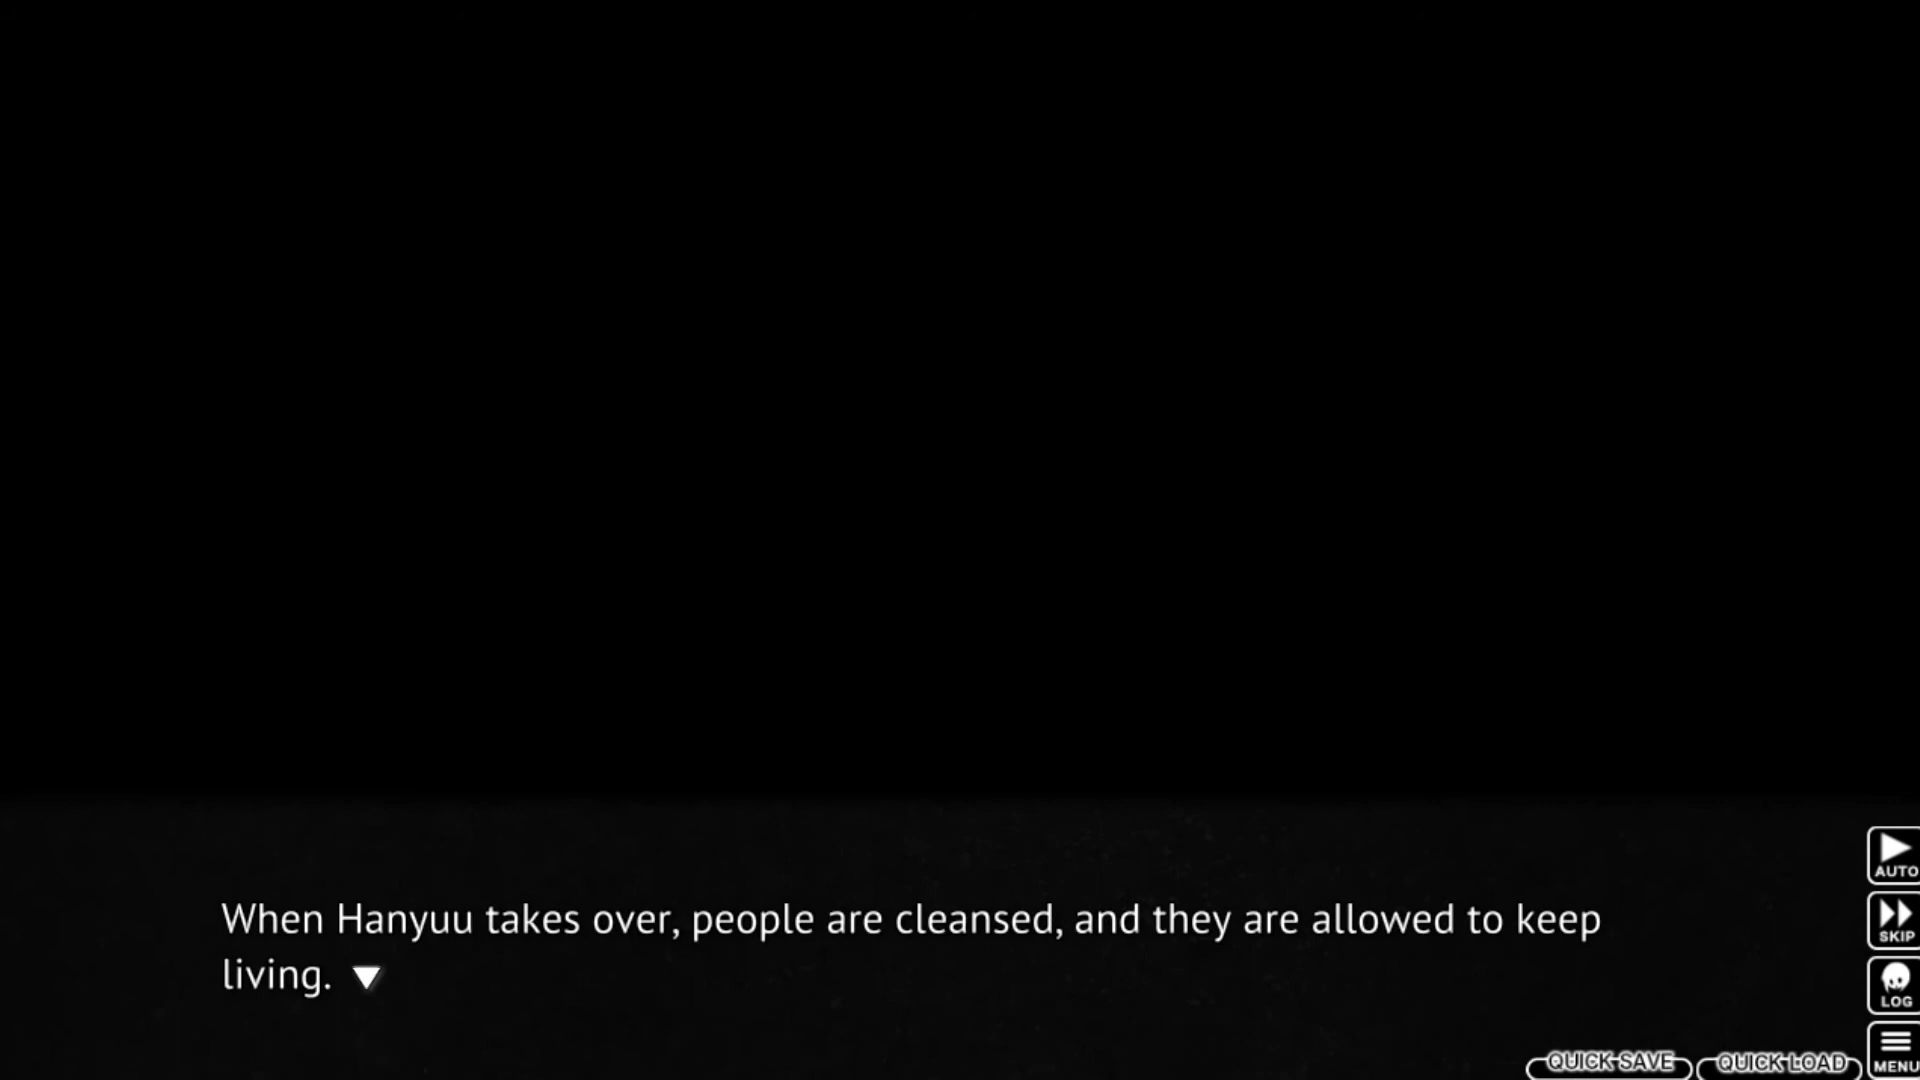 When Hanyuu takes over, people are cleansed, and they are allowed to keep
living.
AUTO
SKIP
LOG
MENU
QUICK SAVE
QUICK LOAD